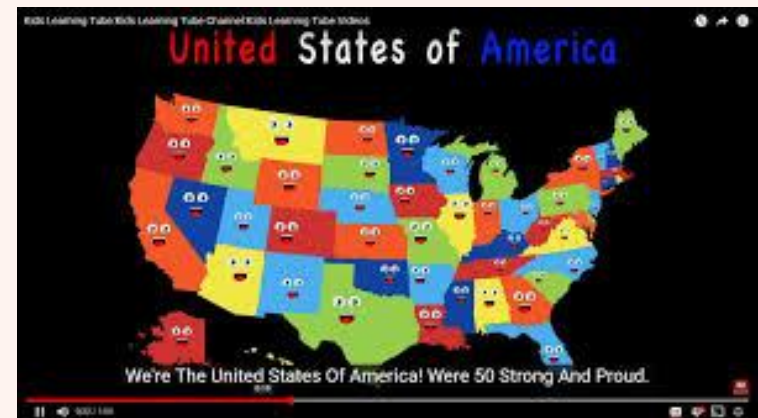 Kids Learning Tube Kids Learning Tube Channel Kids Learning Tube Videos
United States of America
We're The United States Of America! Were 50 Strong And Proud.